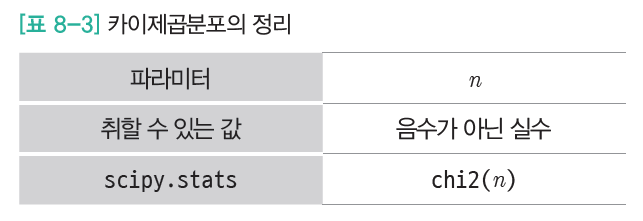 [표 8-3] 카이제곱분포의 정리
파라미터 n
취할 수 있는 값 음수가 아닌 실수
scipy.stats chi2(n)